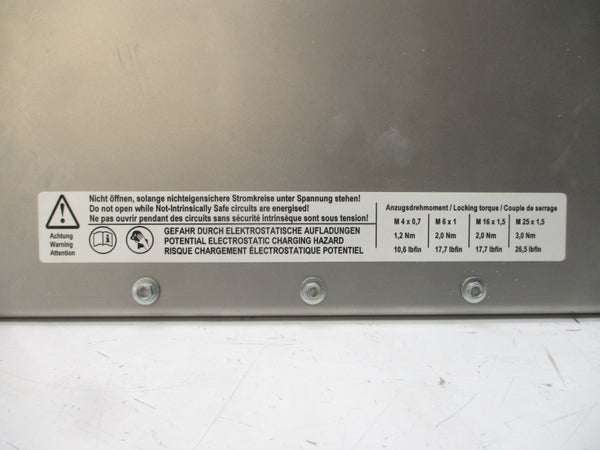 Nicht öffnen, solange nichteigensichere Stromkreise unter Spannung stehen!
Do not open while Not-Intrinsically Safe circuits are energised!
Ne pas ouvrir pendant des circuits sans sécurité intrinsèque sont sous tension!
Achtung
Warning
Attention
GEFAHR DURCH ELEKTROSTATISCHE AUFLADUNGEN
POTENTIAL ELECTROSTATIC CHARGING HAZARD
RISQUE CHARGEMENT ÉLECTROSTATIQUE POTENTIEL
Anzugsdrehmoment / Locking torque / Couple de serrage
M 4 x 0,7 M 6 x 1 M 16 x 1,5 M 25 x 1,5
1,2 Nm 2,0 Nm 2,0 Nm 3,0 Nm
10,6 lbfin 17,7 lbfin 17,7 lbfin 26,5 lbfin